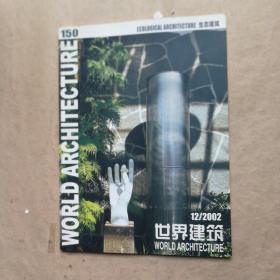 150
ECOLOGICAL ARCHITECTURE 生态建筑
WORLD ARCHITECTURE
12/2002
世界建筑
WORLD ARCHITECTURE